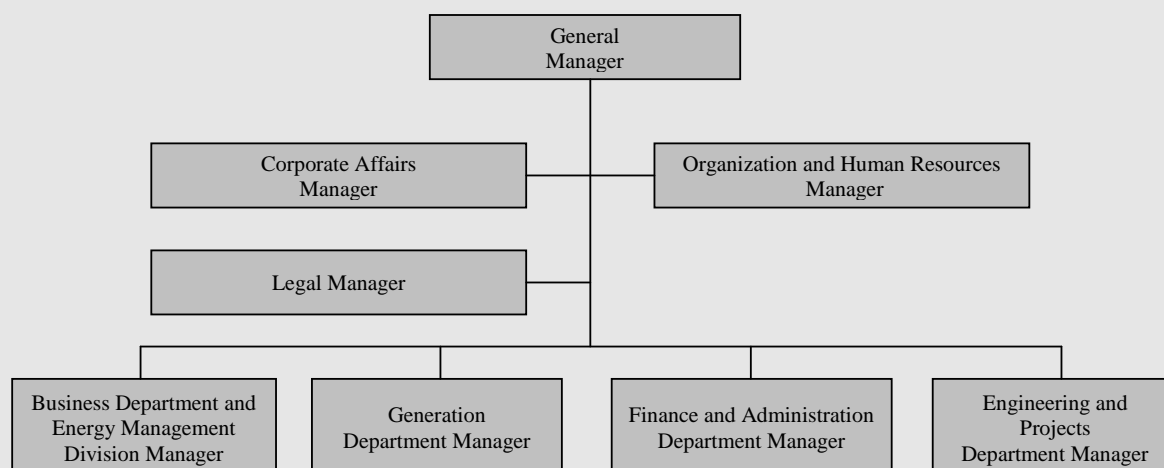 General
Manager
Corporate Affairs
Manager
Organization and Human Resources
Manager
Legal Manager
Business Department and
Energy Management
Division Manager
Generation
Department Manager
Finance and Administration
Department Manager
Engineering and
Projects
Department Manager